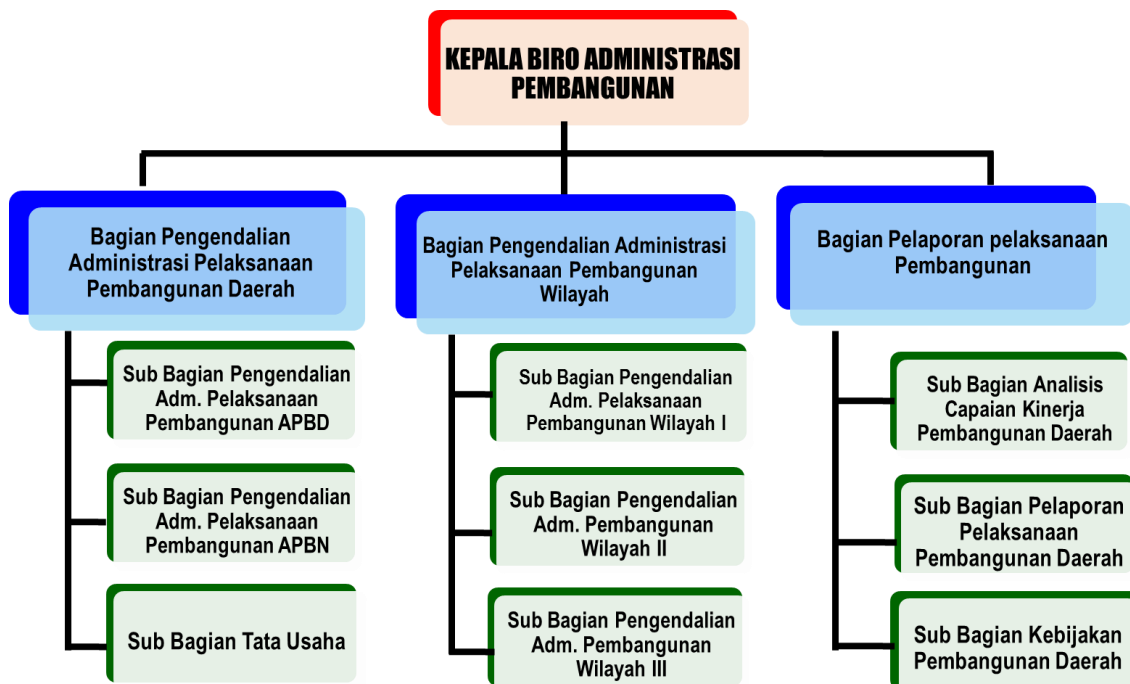 KEPALA BIRO ADMINISTRASI
PEMBANGUNAN
Bagian Pengendalian
Administrasi Pelaksanaan
Pembangunan Daerah
Sub Bagian Pengendalian
Adm. Pelaksanaan
Pembangunan APBD
Sub Bagian Pengendalian
Adm. Pelaksanaan
Pembangunan APBN
Sub Bagian Tata Usaha
Bagian Pengendalian Administrasi
Pelaksanaan Pembangunan
Wilayah
Sub Bagian Pengendalian
Adm. Pelaksanaan
Pembangunan Wilayah I
Sub Bagian Pengendalian
Adm. Pembangunan
Wilayah II
Sub Bagian Pengendalian
Adm. Pembangunan
Wilayah III
Bagian Pelaporan pelaksanaan
Pembangunan
Sub Bagian Analisis
Capaian Kinerja
Pembangunan Daerah
Sub Bagian Pelaporan
Pelaksanaan
Pembangunan Daerah
Sub Bagian Kebijakan
Pembangunan Daerah